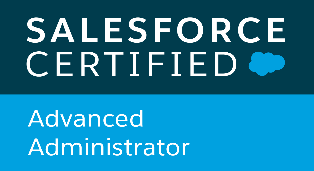 SALESFORCE
CERTIFIED
Advanced
Administrator